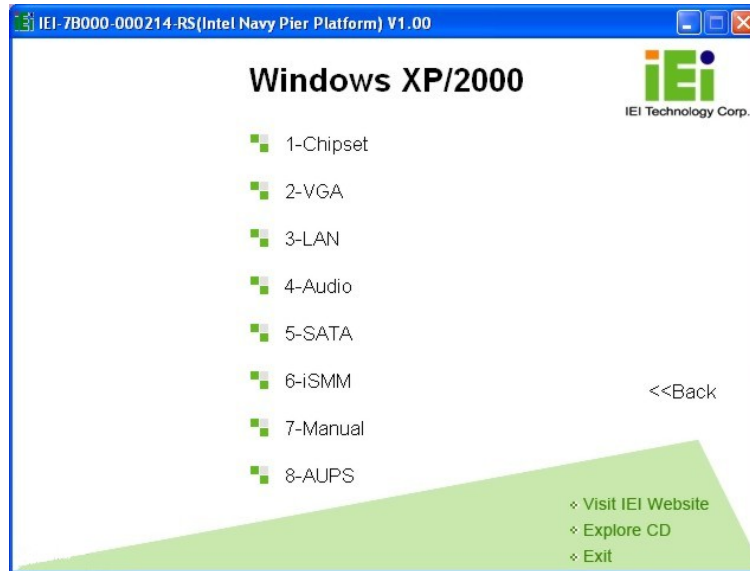 IEI-7B000-000214-RS(Intel Navy Pier Platform) V1.00
Windows XP/2000
iEi
IEI Technology Corp.
1-Chipset
2-VGA
3-LAN
4-Audio
5-SATA
6-iSMM
<<Back
7-Manual
8-AUPS
Visit IEI Website
Explore CD
Exit